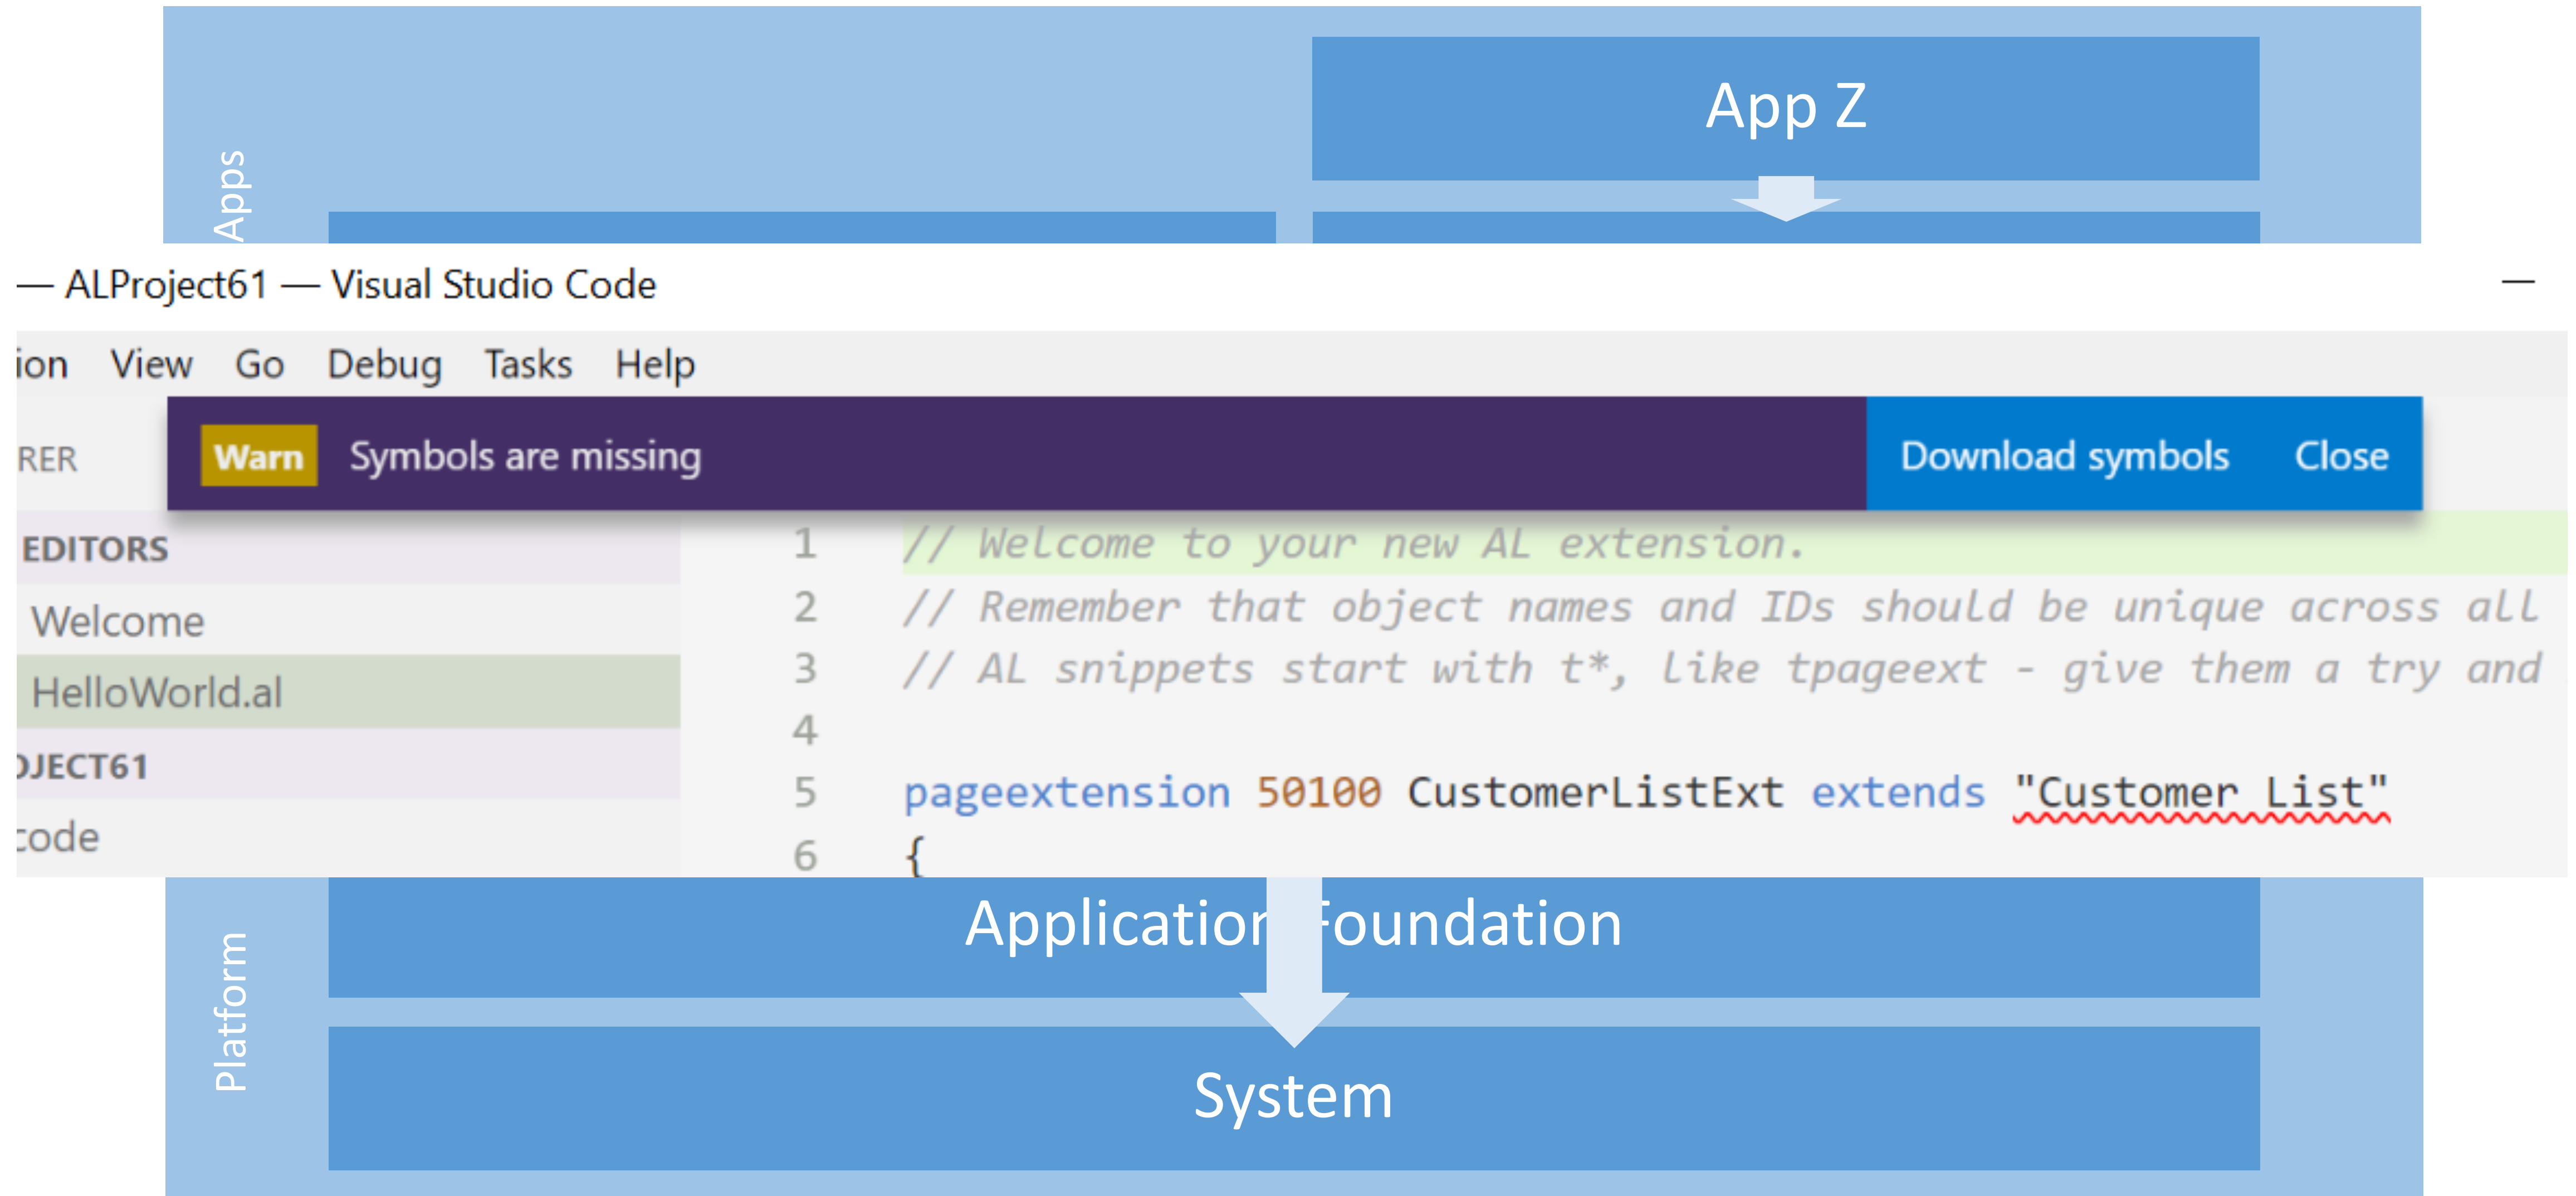 App Z
Apps
— ALProject61 — Visual Studio Code
ion View Go Debug Tasks Help
RER
Warn Symbols are missing Download symbols Close
EDITORS
Welcome
HelloWorld.al
OJECT61
code
1 // Welcome to your new AL extension.
2 // Remember that object names and IDs should be unique across all
3 // AL snippets start with t*, like tpageext - give them a try and
4
5 pageextension 50100 CustomerListExt extends "Customer List"
6 {
Application Foundation
Platform
System